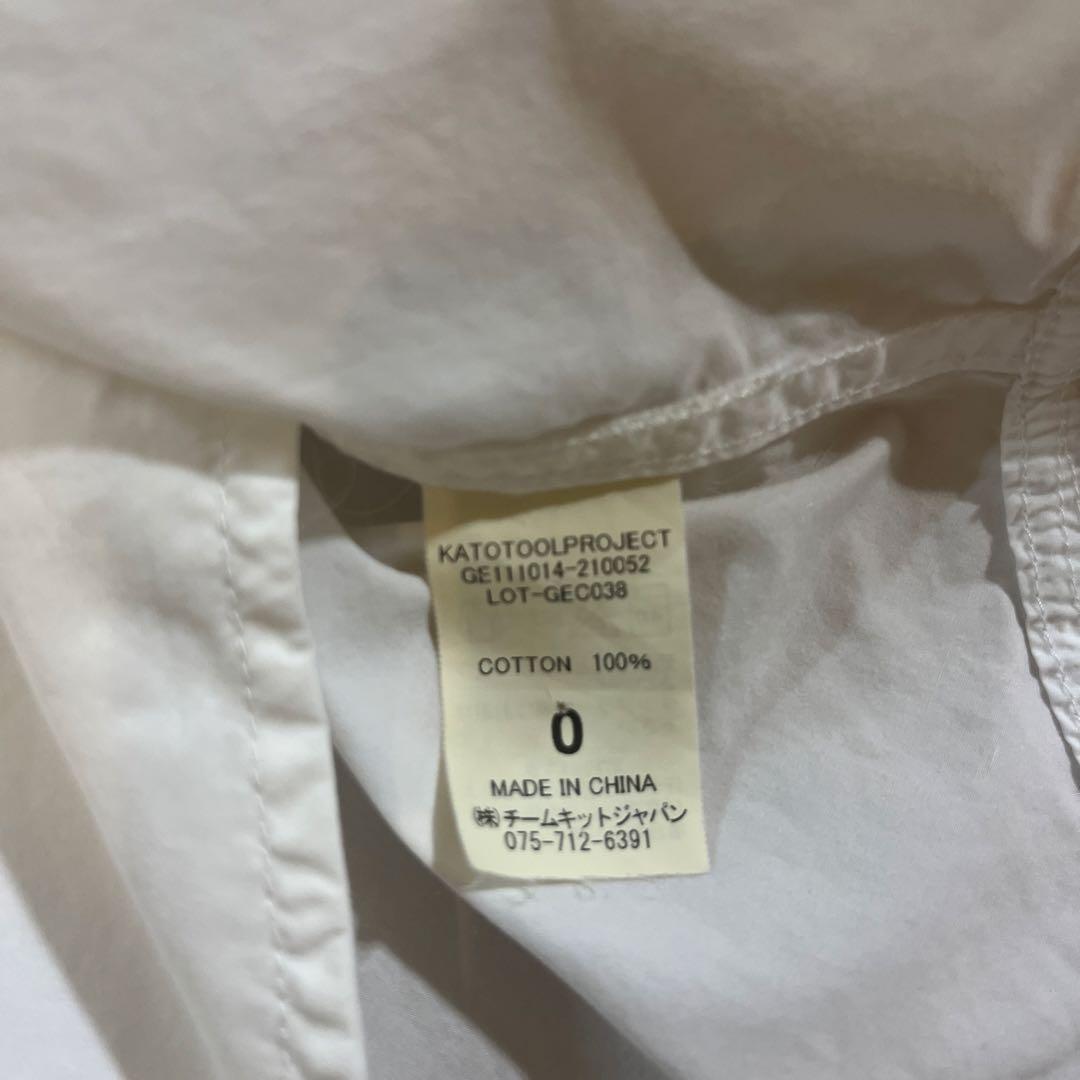 KATOTOOLPROJECT
GE111014-210052
LOT-GEC038
COTTON 100%
0
MADE IN CHINA
㈱チームキットジャパン
075-712-6391